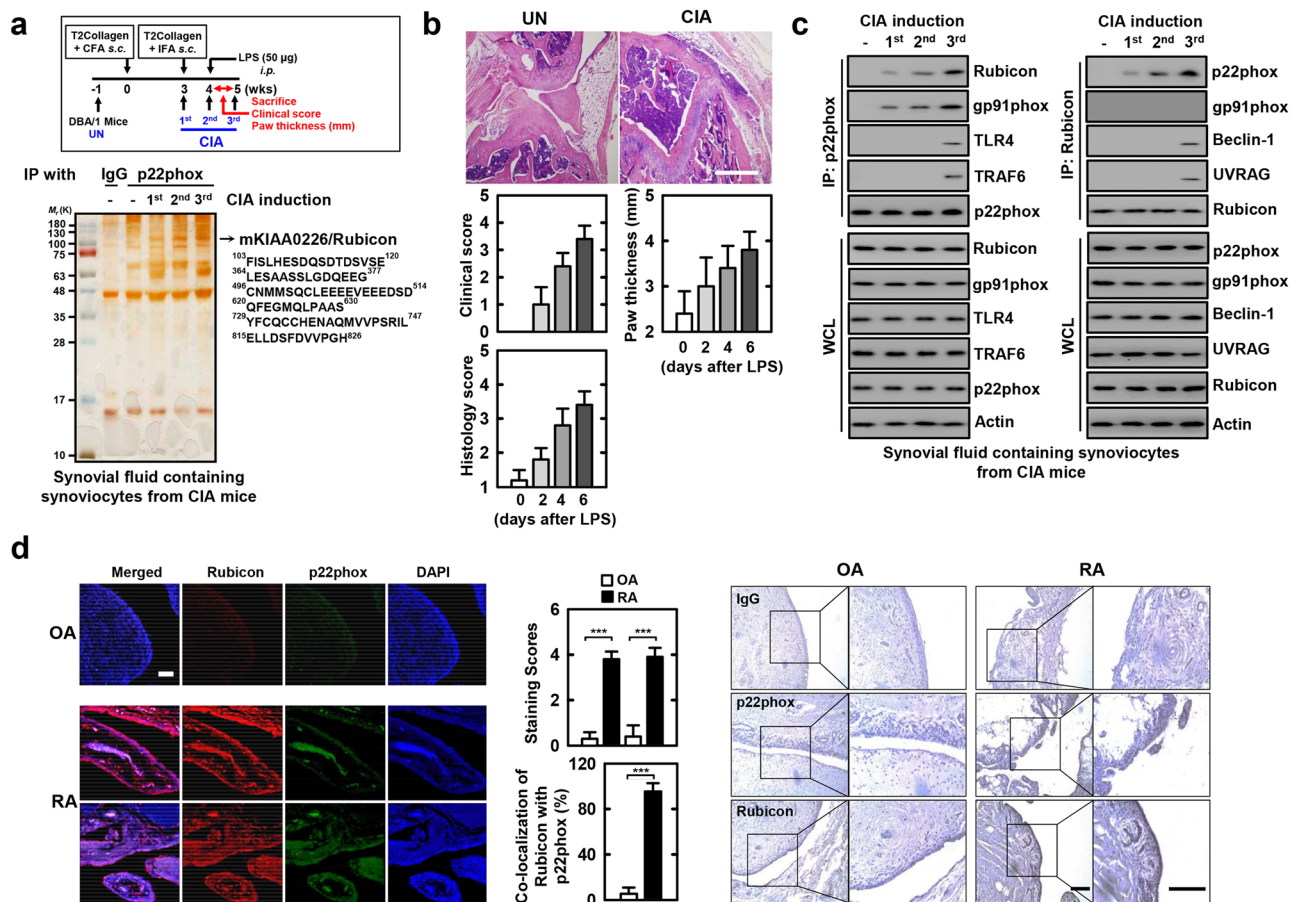 a
T2Collagen
+ CFA s.c.
T2Collagen
+ IFA s.c.
LPS (50 µg)
i.p.
-1 0 3 4 5 (wks)
DBA/1 Mice
UN
1st 2nd 3rd
CIA
Sacrifice
Clinical score
Paw thickness (mm)
IP with IgG p22phox
- - 1st 2nd 3rd CIA induction
Mr (K)
180
130
100
75
63
48
35
28
17
10
mKIAA0226/Rubicon
103FISLHESDQSDTDSVSE120
364LESAASSLGDQEEG377
496CNMMSQCLEEEEVEEEDSD514
620QFEGMQLPAAS630
729YFCQCCHENAQMVVPSRIL747
815ELLDSFDVVPGH826
Synovial fluid containing
synoviocytes from CIA mice
b
UN CIA
Clinical score
5
4
3
2
1
0
Paw thickness (mm)
5
4
3
2
0 2 4 6
(days after LPS)
Histology score
5
4
3
2
1
0 2 4 6
(days after LPS)
c
CIA induction
- 1st 2nd 3rd
IP: p22phox
Rubicon
gp91phox
TLR4
TRAF6
p22phox
WCL
Rubicon
gp91phox
TLR4
TRAF6
p22phox
Actin
CIA induction
- 1st 2nd 3rd
IP: Rubicon
p22phox
gp91phox
Beclin-1
UVRAG
Rubicon
WCL
p22phox
gp91phox
Beclin-1
UVRAG
Rubicon
Actin
Synovial fluid containing synoviocytes
from CIA mice
d
Merged Rubicon p22phox DAPI
OA
RA
OA
RA
Staining Scores
6
4
2
0
*** ***
Co-localization of
Rubicon with
p22phox (%)
120
80
40
0
***
OA RA
IgG
p22phox
Rubicon